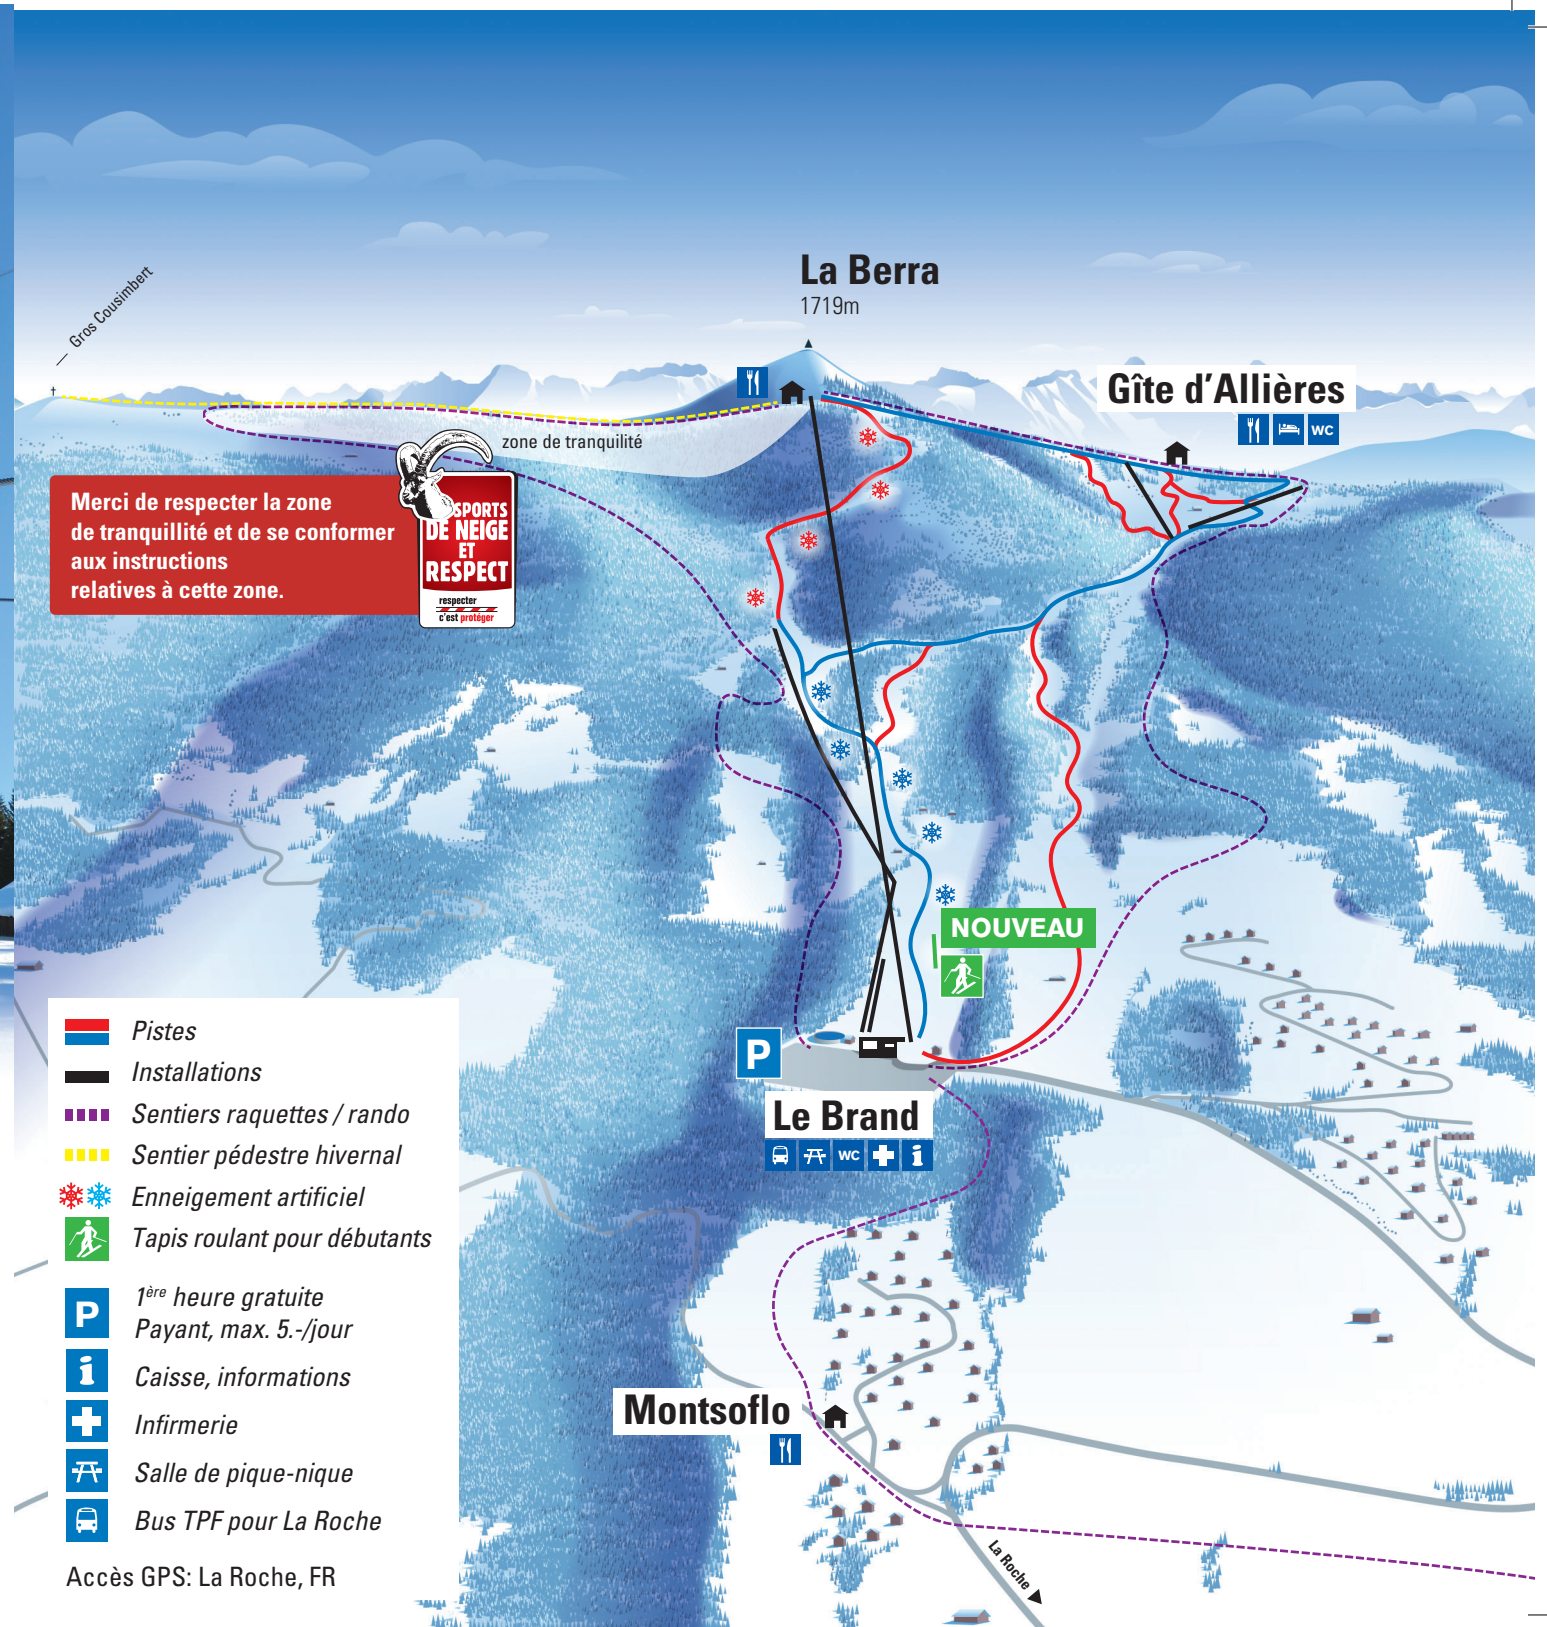 Gros Cousimbert
La Berra
1719m
Gîte d'Allières
WC
zone de tranquilité
Merci de respecter la zone
de tranquillité et de se conformer
aux instructions
relatives à cette zone.
SPORTS
DE NEIGE
ET
RESPECT
respecter
c'est protéger
NOUVEAU
P
Le Brand
WC
i
Montsoflo
La Roche
Pistes
Installations
Sentiers raquettes / rando
Sentier pédestre hivernal
Enneigement artificiel
Tapis roulant pour débutants
P
1ère heure gratuite
Payant, max. 5.-/jour
i
Caisse, informations
Infirmerie
Salle de pique-nique
Bus TPF pour La Roche
Accès GPS: La Roche, FR